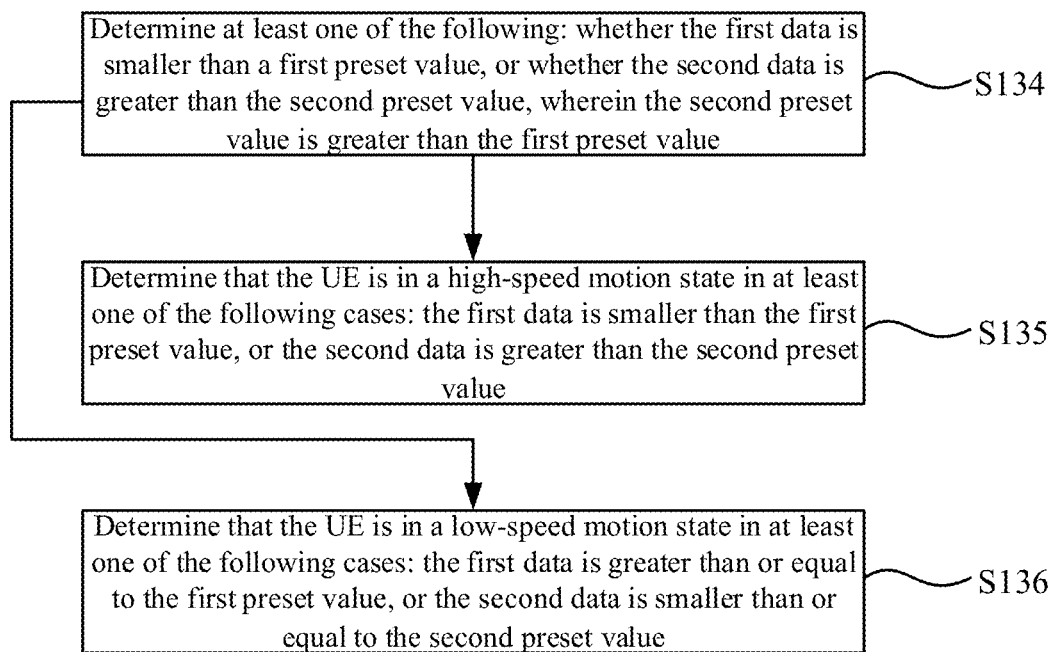 Determine at least one of the following: whether the first data is
smaller than a first preset value, or whether the second data is
greater than the second preset value, wherein the second preset
value is greater than the first preset value
S134
Determine that the UE is in a high-speed motion state in at least
one of the following cases: the first data is smaller than the first
preset value, or the second data is greater than the second preset
value
S135
Determine that the UE is in a low-speed motion state in at least
one of the following cases: the first data is greater than or equal
to the first preset value, or the second data is smaller than or
equal to the second preset value
S136